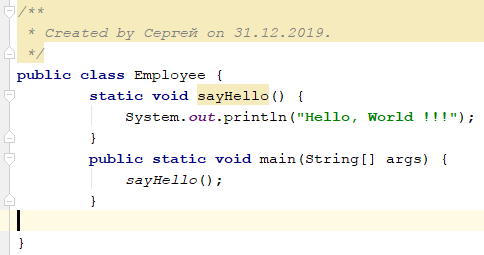 /**
 * Created by Сергей on 31.12.2019.
 */
public class Employee {
        static void sayHello() {
            System.out.println("Hello, World !!!");
        }
        public static void main(String[] args) {
            sayHello();
        }
}